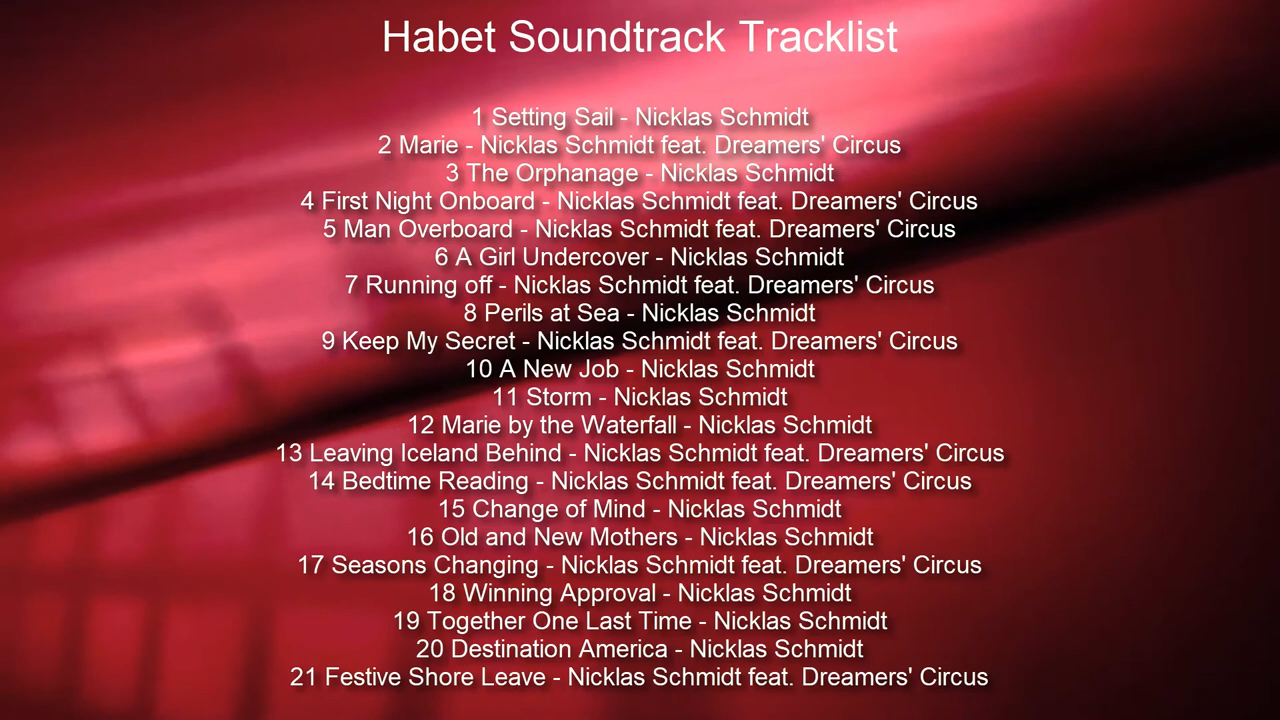 Habet Soundtrack Tracklist
1 Setting Sail - Nicklas Schmidt
2 Marie - Nicklas Schmidt feat. Dreamers' Circus
3 The Orphanage - Nicklas Schmidt
4 First Night Onboard - Nicklas Schmidt feat. Dreamers' Circus
5 Man Overboard - Nicklas Schmidt feat. Dreamers' Circus
6 A Girl Undercover - Nicklas Schmidt
7 Running off - Nicklas Schmidt feat. Dreamers' Circus
8 Perils at Sea - Nicklas Schmidt
9 Keep My Secret - Nicklas Schmidt feat. Dreamers' Circus
10 A New Job - Nicklas Schmidt
11 Storm - Nicklas Schmidt
12 Marie by the Waterfall - Nicklas Schmidt
13 Leaving Iceland Behind - Nicklas Schmidt feat. Dreamers' Circus
14 Bedtime Reading - Nicklas Schmidt feat. Dreamers' Circus
15 Change of Mind - Nicklas Schmidt
16 Old and New Mothers - Nicklas Schmidt
17 Seasons Changing - Nicklas Schmidt feat. Dreamers' Circus
18 Winning Approval - Nicklas Schmidt
19 Together One Last Time - Nicklas Schmidt
20 Destination America - Nicklas Schmidt
21 Festive Shore Leave - Nicklas Schmidt feat. Dreamers' Circus